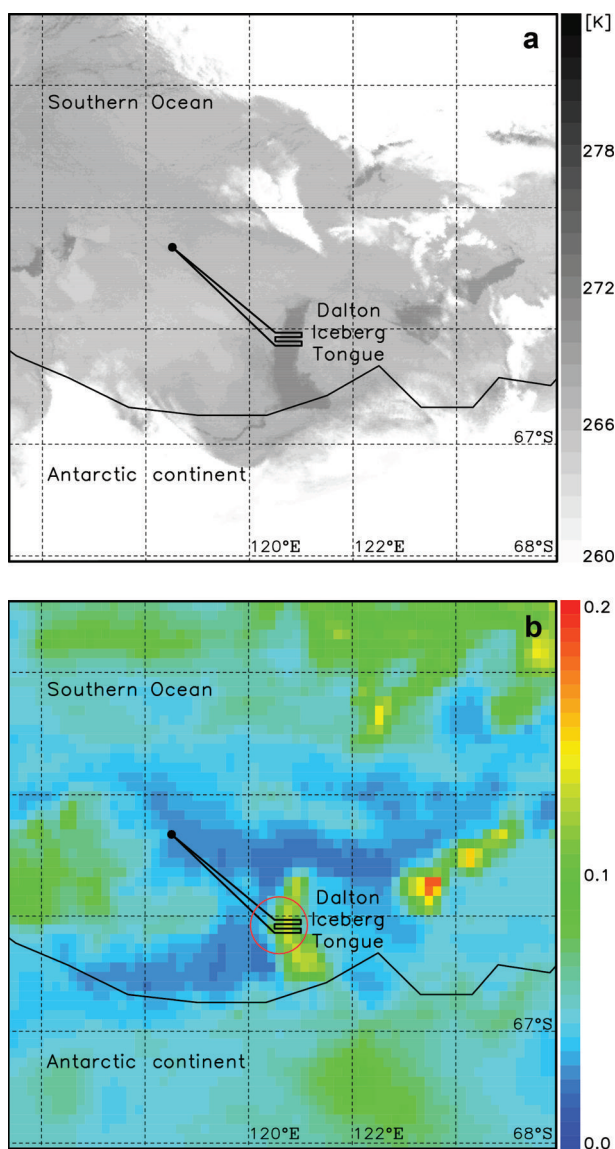 a
[K]
Southern Ocean
278
272
Dalton
Iceberg
Tongue
266
67°S
Antarctic continent
120°E
122°E
68°S
260
b
0.2
Southern Ocean
0.1
Dalton
Iceberg
Tongue
67°S
Antarctic continent
120°E
122°E
68°S
0.0